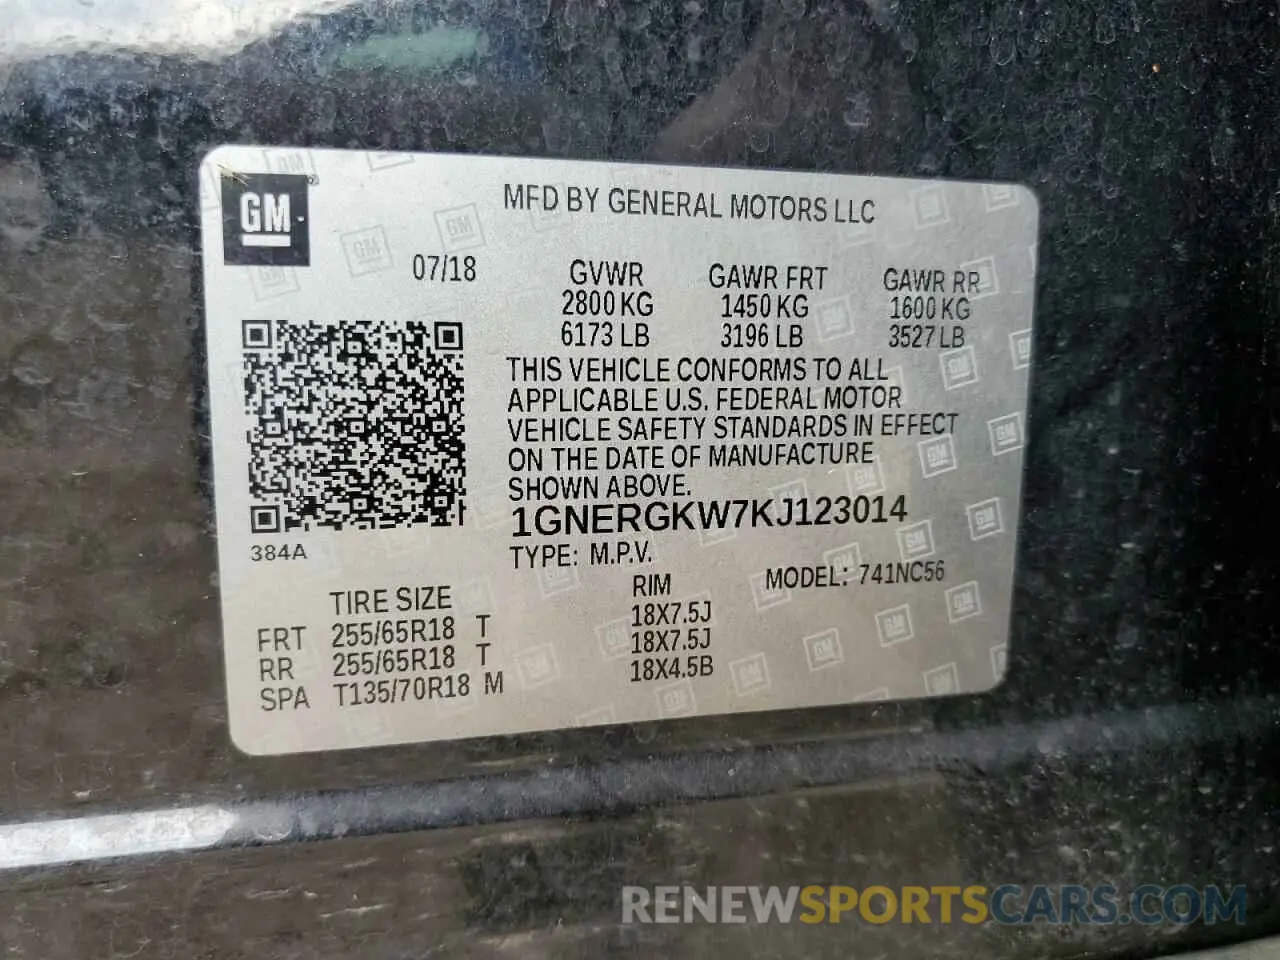 GM
MFD BY GENERAL MOTORS LLC
07/18
GVWR GAWR FRT GAWR RR
2800 KG 1450 KG 1600 KG
6173 LB 3196 LB 3527 LB
THIS VEHICLE CONFORMS TO ALL
APPLICABLE U.S. FEDERAL MOTOR
VEHICLE SAFETY STANDARDS IN EFFECT
ON THE DATE OF MANUFACTURE
SHOWN ABOVE.
1GNERGKW7KJ123014
384A
TYPE: M.P.V. MODEL: 741NC56
TIRE SIZE RIM
FRT 255/65R18 T 18X7.5J
RR 255/65R18 T 18X7.5J
SPA T135/70R18 M 18X4.5B
RENEWSPORTSCARS.COM